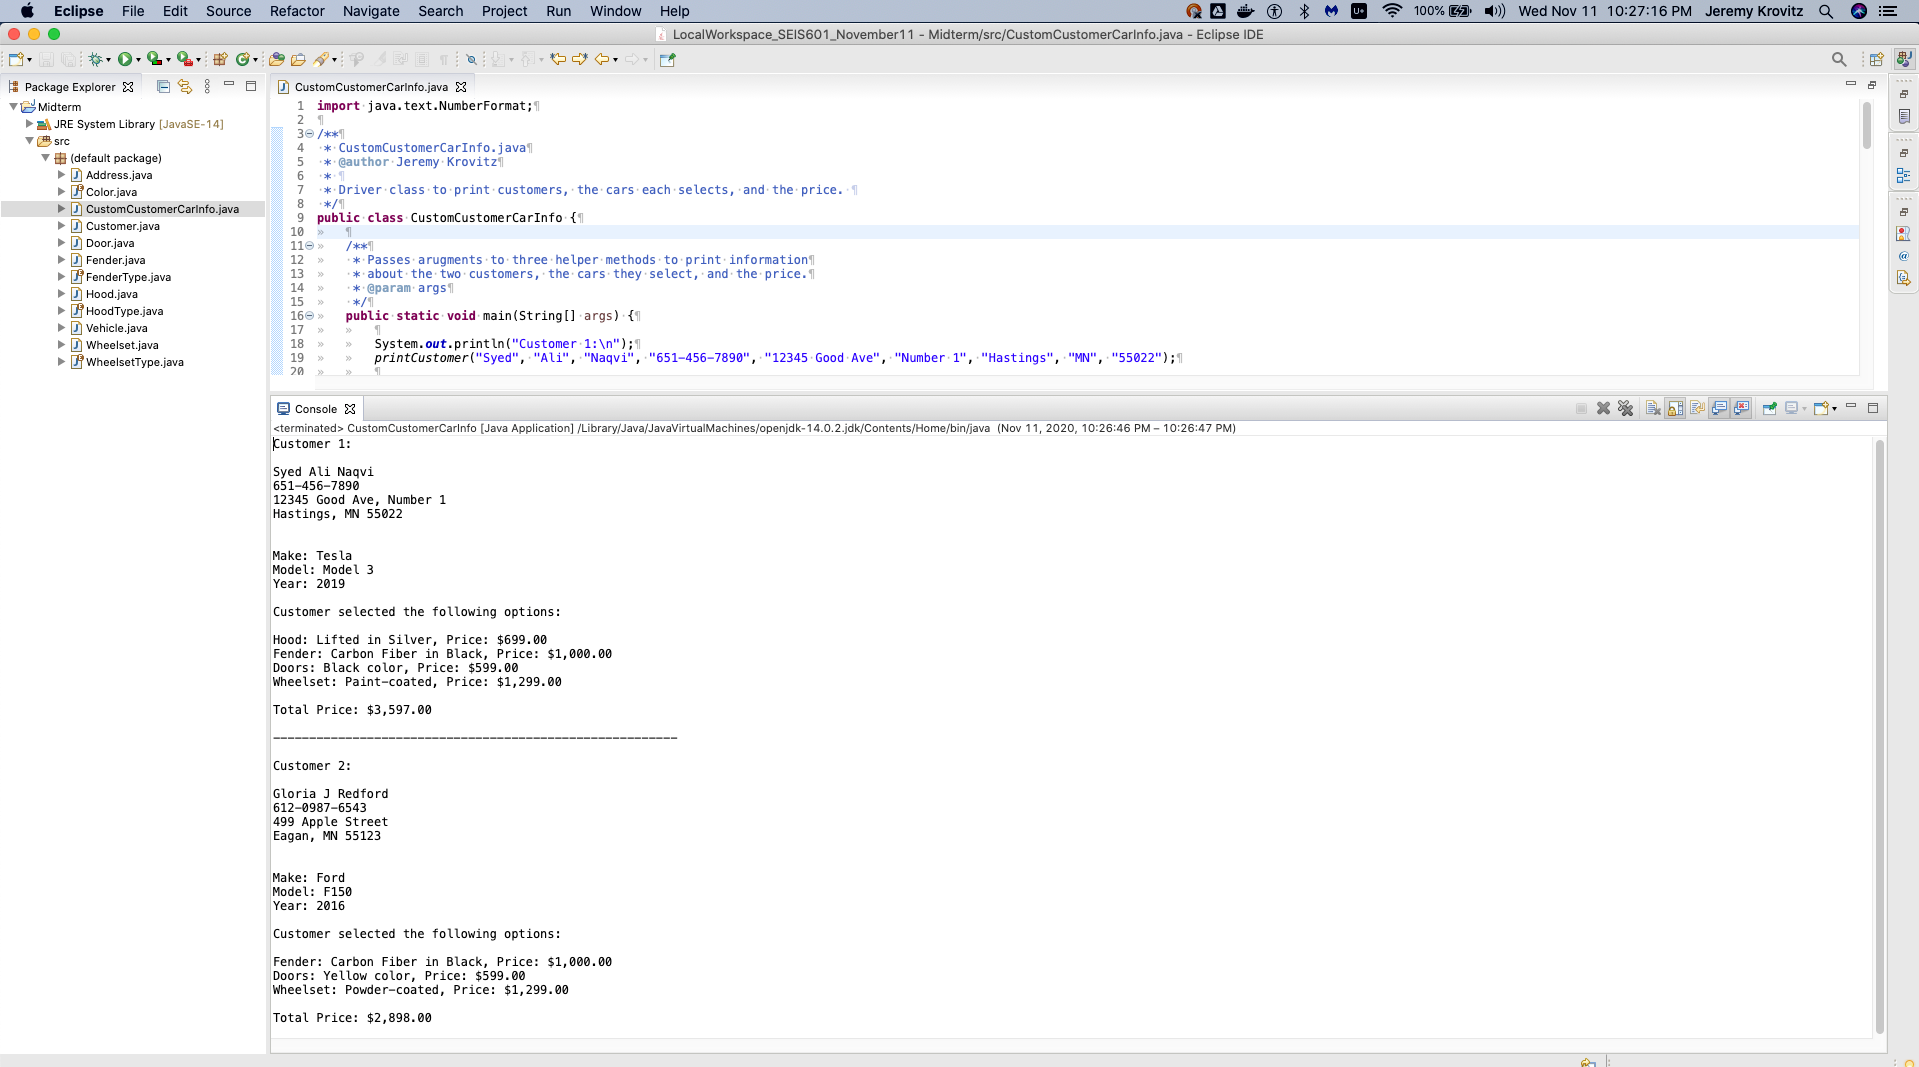 Eclipse File Edit Source Refactor Navigate Search Project Run Window Help 100% Wed Nov 11 10:27:16 PM Jeremy Krovitz
LocalWorkspace_SEIS601_November11 - Midterm/src/CustomCustomerCarInfo.java - Eclipse IDE
Package Explorer
Midterm
JRE System Library [JavaSE-14]
src
(default package)
Address.java
Color.java
CustomCustomerCarInfo.java
Customer.java
Door.java
Fender.java
FenderType.java
Hood.java
HoodType.java
Vehicle.java
Wheelset.java
WheelsetType.java
CustomCustomerCarInfo.java
1 import java.text.NumberFormat;
2
3 /**
4 * CustomCustomerCarInfo.java
5 * @author Jeremy Krovitz
6 *
7 * Driver class to print customers, the cars each selects, and the price.
8 */
9 public class CustomCustomerCarInfo {
10
11 /**
12 * Passes arugments to three helper methods to print information
13 * about the two customers, the cars they select, and the price.
14 * @param args
15 */
16 public static void main(String[] args) {
17
18 System.out.println("Customer 1:\n");
19 printCustomer("Syed", "Ali", "Naqvi", "651-456-7890", "12345 Good Ave", "Number 1", "Hastings", "MN", "55022");
20
Console
<terminated> CustomCustomerCarInfo [Java Application] /Library/Java/JavaVirtualMachines/openjdk-14.0.2.jdk/Contents/Home/bin/java (Nov 11, 2020, 10:26:46 PM – 10:26:47 PM)
Customer 1:
Syed Ali Naqvi
651-456-7890
12345 Good Ave, Number 1
Hastings, MN 55022
Make: Tesla
Model: Model 3
Year: 2019
Customer selected the following options:
Hood: Lifted in Silver, Price: $699.00
Fender: Carbon Fiber in Black, Price: $1,000.00
Doors: Black color, Price: $599.00
Wheelset: Paint-coated, Price: $1,299.00
Total Price: $3,597.00
--------------------------------------------------------
Customer 2:
Gloria J Redford
612-0987-6543
499 Apple Street
Eagan, MN 55123
Make: Ford
Model: F150
Year: 2016
Customer selected the following options:
Fender: Carbon Fiber in Black, Price: $1,000.00
Doors: Yellow color, Price: $599.00
Wheelset: Powder-coated, Price: $1,299.00
Total Price: $2,898.00